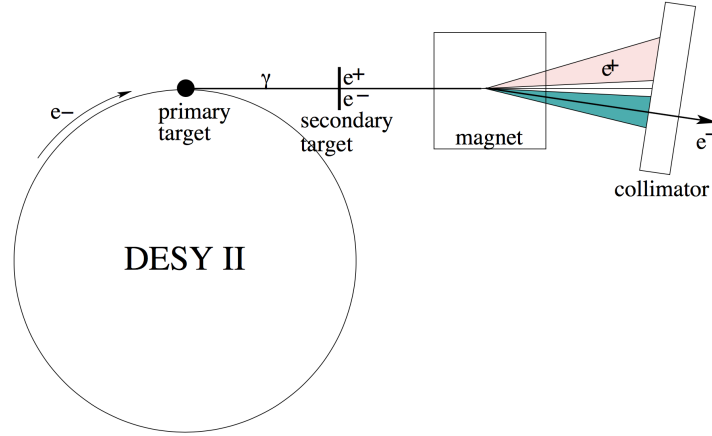 e−
primary
target
γ
e+
e−
secondary
target
magnet
e+
e−
collimator
DESY II